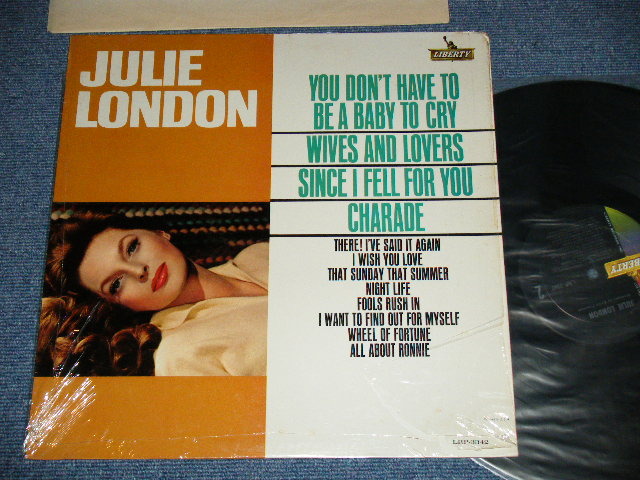 JULIE
LONDON
LIBERTY
YOU DON'T HAVE TO
BE A BABY TO CRY
WIVES AND LOVERS
SINCE I FELL FOR YOU
CHARADE
THERE! I'VE SAID IT AGAIN
I WISH YOU LOVE
THAT SUNDAY THAT SUMMER
NIGHT LIFE
FOOLS RUSH IN
I WANT TO FIND OUT FOR MYSELF
WHEEL OF FORTUNE
ALL ABOUT RONNIE
LRP-3342
LIBERTY
JULIE LONDON
2